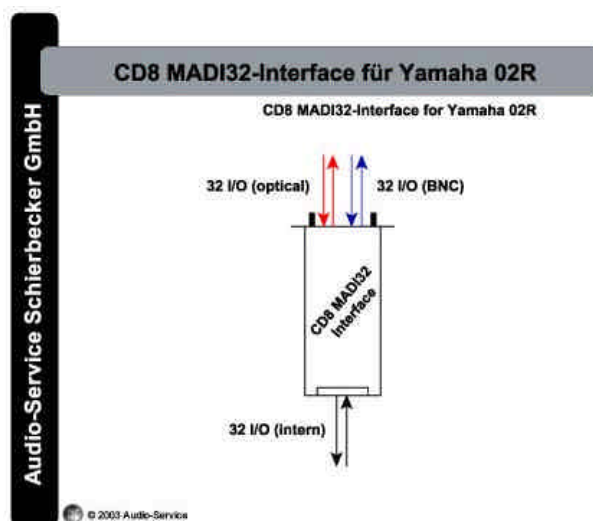 CD8 MADI32-Interface für Yamaha 02R
CD8 MADI32-Interface for Yamaha 02R
Audio-Service Schierbecker GmbH
32 I/O (optical)
32 I/O (BNC)
CD8 MADI32
Interface
32 I/O (intern)
© 2003 Audio-Service